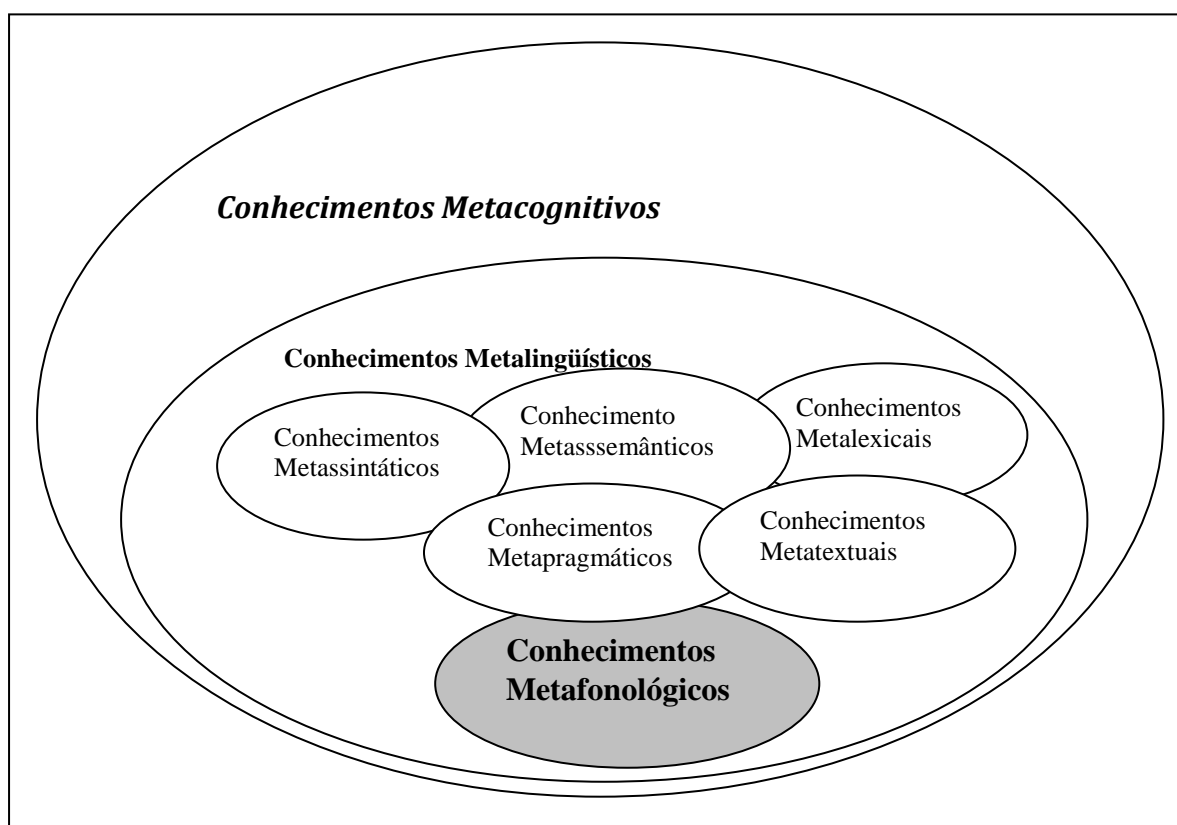 Conhecimentos Metacognitivos
Conhecimentos Metalingüísticos
Conhecimentos
Metassintáticos
Conhecimento
Metasssemânticos
Conhecimentos
Metalexicais
Conhecimentos
Metapragmáticos
Conhecimentos
Metatextuais
Conhecimentos
Metafonológicos